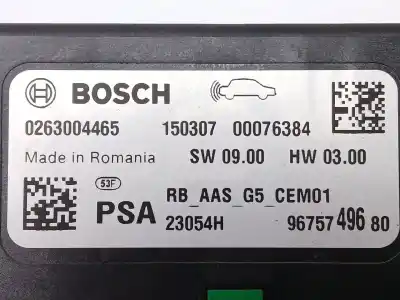 BOSCH
0263004465 150307 00076384
Made in Romania SW 09.00 HW 03.00
53F RB_AAS_G5_CEM01
PSA 23054H 96757 496 80